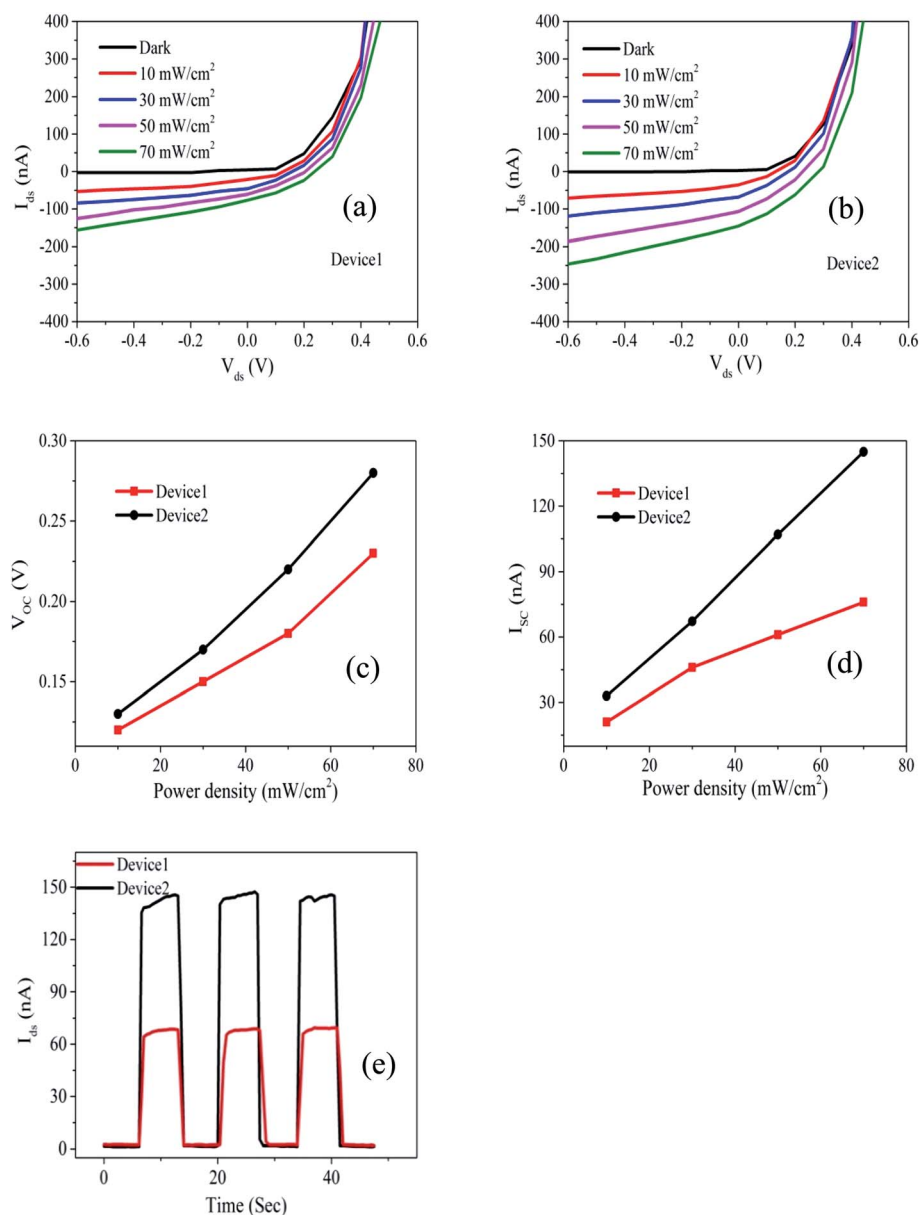 400
300
200
100
0
-100
-200
-300
-400
I_ds (nA)
Dark
10 mW/cm²
30 mW/cm²
50 mW/cm²
70 mW/cm²
(a)
Device1
-0.6 -0.4 -0.2 0.0 0.2 0.4 0.6
V_ds (V)
400
300
200
100
0
-100
-200
-300
-400
I_ds (nA)
Dark
10 mW/cm²
30 mW/cm²
50 mW/cm²
70 mW/cm²
(b)
Device2
-0.6 -0.4 -0.2 0.0 0.2 0.4 0.6
V_ds (V)
0.30
0.25
0.20
0.15
V_OC (V)
Device1
Device2
(c)
0 20 40 60 80
Power density (mW/cm²)
150
120
90
60
30
I_SC (nA)
Device1
Device2
(d)
0 20 40 60 80
Power density (mW/cm²)
Device1
Device2
150
120
90
60
30
0
I_ds (nA)
(e)
0 20 40
Time (Sec)